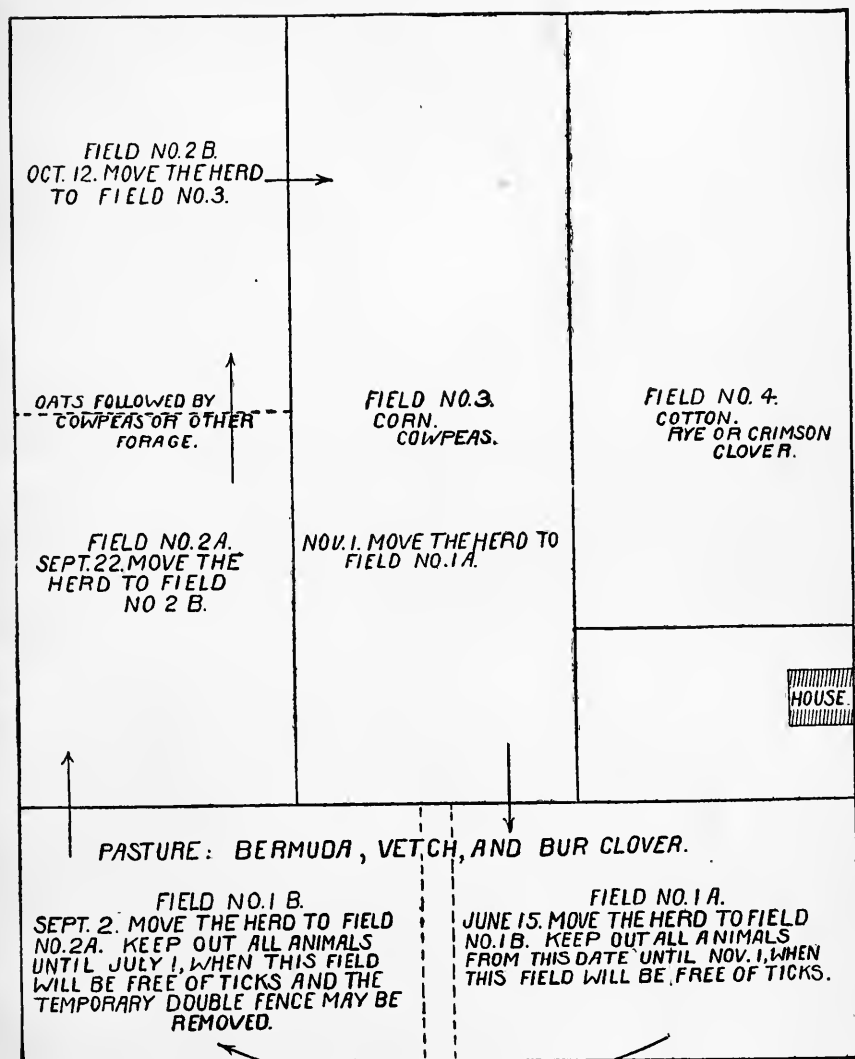 FIELD NO. 2 B.
OCT. 12. MOVE THE HERD
TO FIELD NO. 3.
OATS FOLLOWED BY
COWPEAS OR OTHER
FORAGE.
FIELD NO. 2 A.
SEPT. 22. MOVE THE
HERD TO FIELD
NO 2 B.
FIELD NO. 3.
CORN.
COWPEAS.
NOV. 1. MOVE THE HERD TO
FIELD NO. 1 A.
FIELD NO. 4.
COTTON.
RYE OR CRIMSON
CLOVER.
HOUSE.
PASTURE: BERMUDA, VETCH, AND BUR CLOVER.
FIELD NO. 1 B.
SEPT. 2. MOVE THE HERD TO FIELD
NO. 2A. KEEP OUT ALL ANIMALS
UNTIL JULY 1, WHEN THIS FIELD
WILL BE FREE OF TICKS AND THE
TEMPORARY DOUBLE FENCE MAY BE
REMOVED.
FIELD NO. 1 A.
JUNE 15. MOVE THE HERD TO FIELD
NO. 1 B. KEEP OUT ALL ANIMALS
FROM THIS DATE UNTIL NOV. 1, WHEN
THIS FIELD WILL BE FREE OF TICKS.